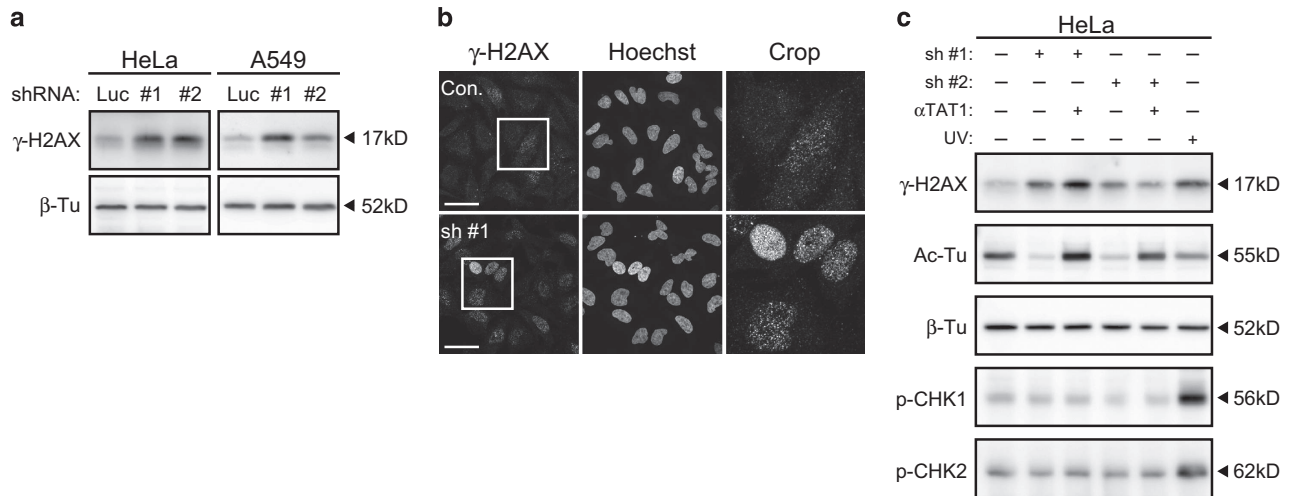 a
HeLa A549
shRNA: Luc #1 #2 Luc #1 #2
γ-H2AX ◄ 17kD
β-Tu ◄ 52kD
b
γ-H2AX Hoechst Crop
Con.
sh #1
c
HeLa
sh #1: – + + – – –
sh #2: – – – + + –
αTAT1: – – + – + –
UV: – – – – – +
γ-H2AX ◄ 17kD
Ac-Tu ◄ 55kD
β-Tu ◄ 52kD
p-CHK1 ◄ 56kD
p-CHK2 ◄ 62kD